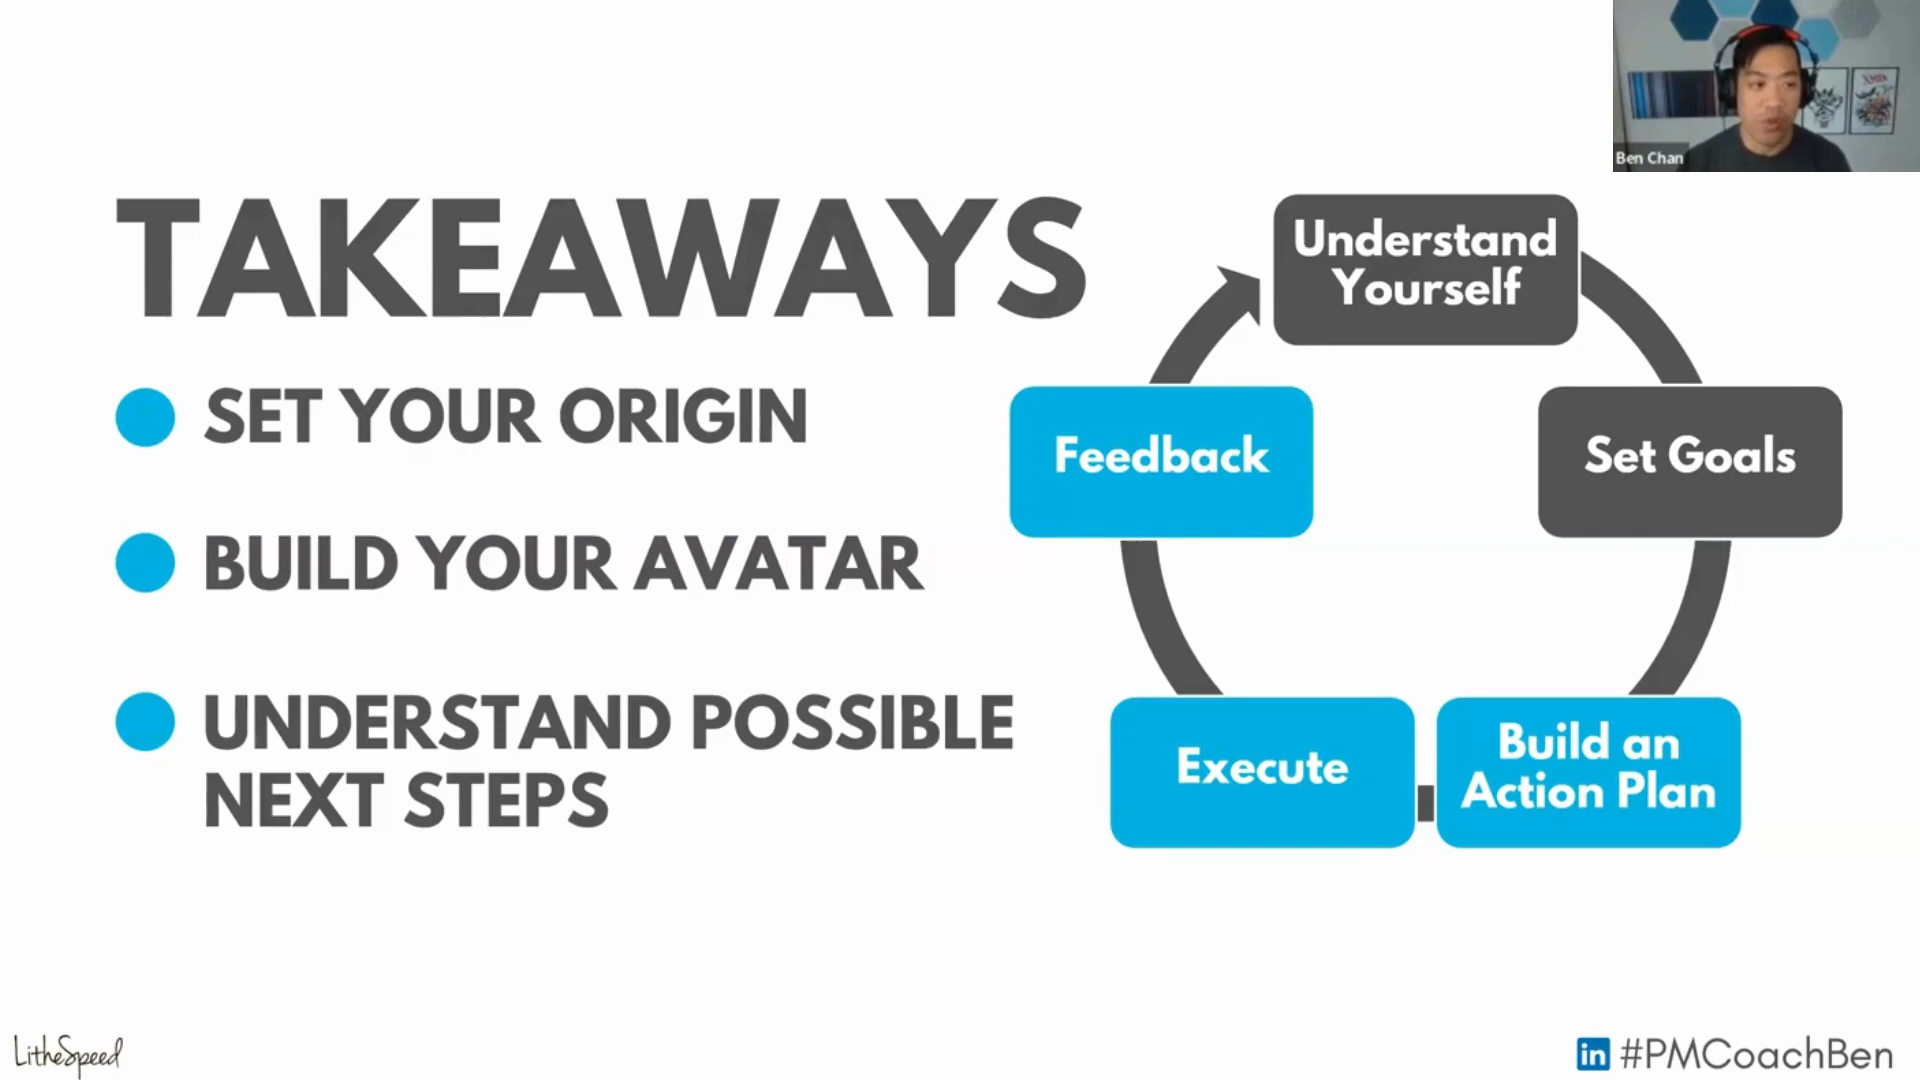 Ben Chan
TAKEAWAYS
SET YOUR ORIGIN
BUILD YOUR AVATAR
UNDERSTAND POSSIBLE
NEXT STEPS
Understand
Yourself
Set Goals
Build an
Action Plan
Execute
Feedback
LitheSpeed
in #PMCoachBen